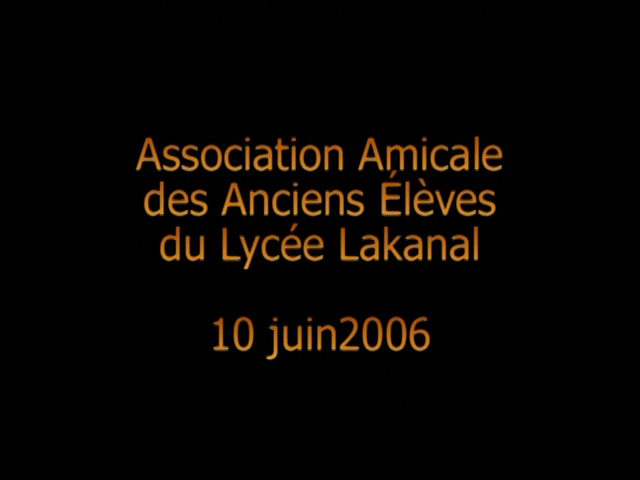 Association Amicale
des Anciens Élèves
du Lycée Lakanal
10 juin2006